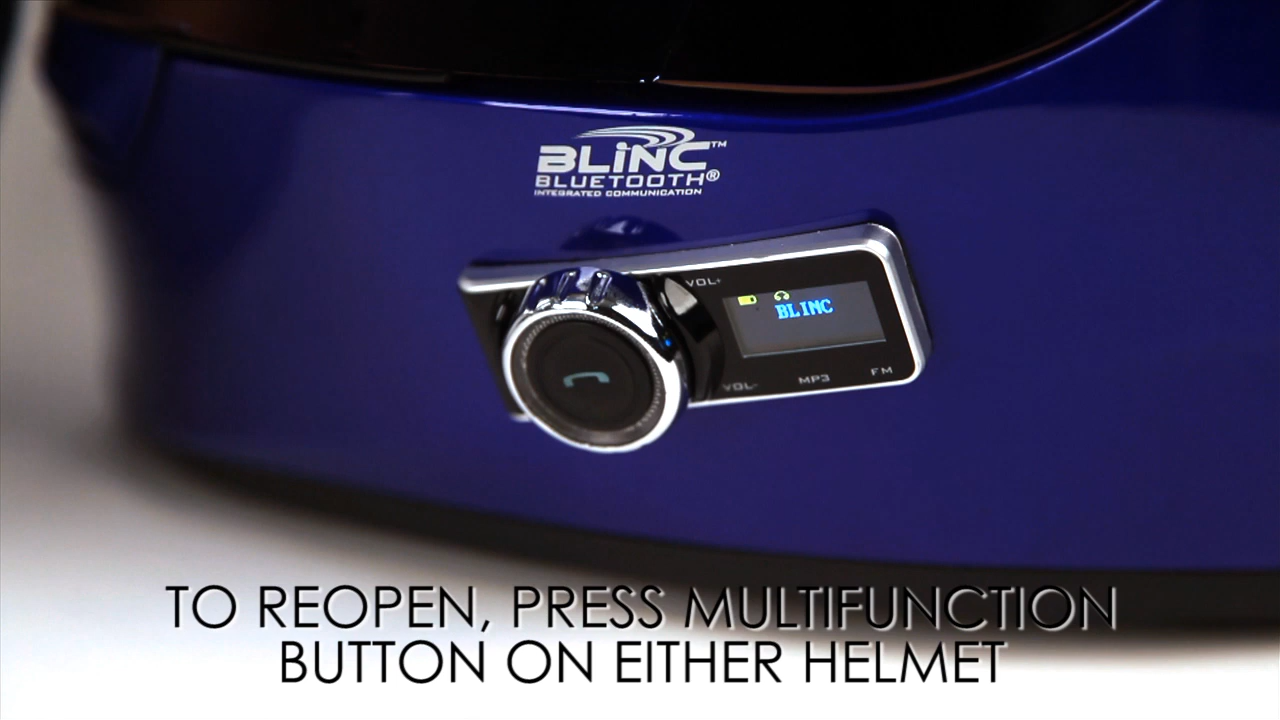 BLiNC™
BLUETOOTH®
INTEGRATED COMMUNICATION
VOL+
BLINC
VOL-
MP3
FM
TO REOPEN, PRESS MULTIFUNCTION
BUTTON ON EITHER HELMET